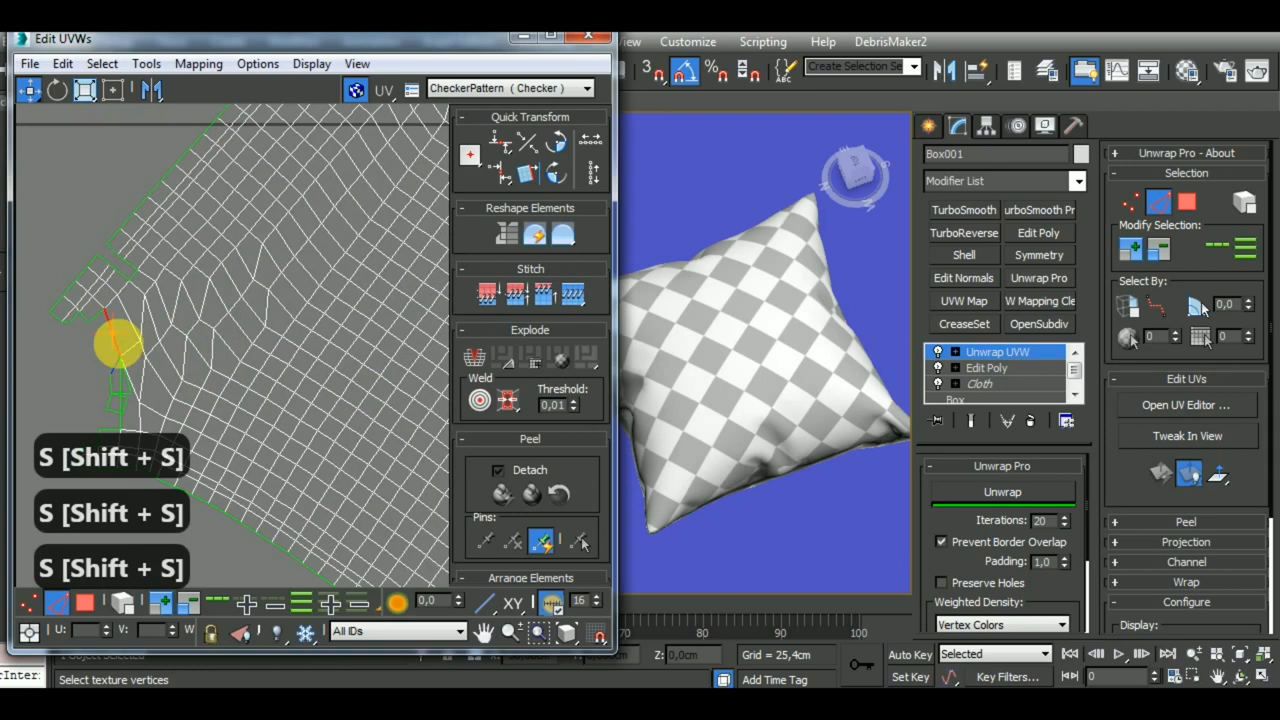 Edit UVWs
File Edit Select Tools Mapping Options Display View
UV CheckerPattern ( Checker )
Quick Transform
Reshape Elements
Stitch
Explode
Weld Threshold:
0,01
Peel
Detach
Pins:
Arrange Elements
S [Shift + S]
S [Shift + S]
S [Shift + S]
0,0 XY 16
U: V: W All IDs
Customize Scripting Help DebrisMaker2
3 % ABC Create Selection Se
Box001
Modifier List
TurboSmooth urboSmooth Pr
TurboReverse Edit Poly
Shell Symmetry
Edit Normals Unwrap Pro
UVW Map W Mapping Cle
CreaseSet OpenSubdiv
Unwrap UVW
Edit Poly
Cloth
Box
Unwrap Pro
Unwrap
Iterations: 20
Prevent Border Overlap
Padding: 1,0
Preserve Holes
Weighted Density:
Vertex Colors
Unwrap Pro - About
Selection
Modify Selection:
Select By:
0,0
0 0
Edit UVs
Open UV Editor ...
Tweak In View
Peel
Projection
Channel
Wrap
Configure
Display:
70 80 90 100
Z: 0,0cm Grid = 25,4cm
Auto Key Selected
Select texture vertices
Add Time Tag
Set Key Key Filters... 0